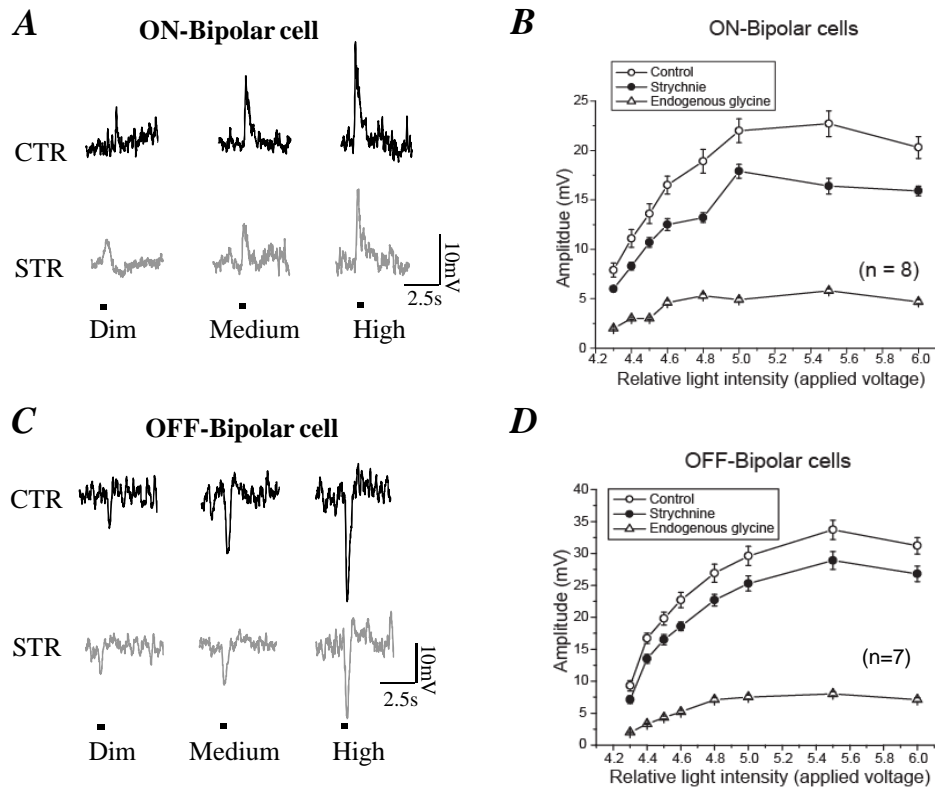 A
ON-Bipolar cell
CTR
STR
10mV
2.5s
Dim Medium High
B
ON-Bipolar cells
Control
Strychnie
Endogenous glycine
25
20
15
10
5
0
Amplitdue (mV)
(n = 8)
4.2 4.4 4.6 4.8 5.0 5.2 5.4 5.6 5.8 6.0
Relative light intensity (applied voltage)
C
OFF-Bipolar cell
CTR
STR
10mV
2.5s
Dim Medium High
D
OFF-Bipolar cells
Control
Strychnine
Endogenous glycine
40
35
30
25
20
15
10
5
0
Amplitude (mV)
(n=7)
4.2 4.4 4.6 4.8 5.0 5.2 5.4 5.6 5.8 6.0
Relative light intensity (applied voltage)